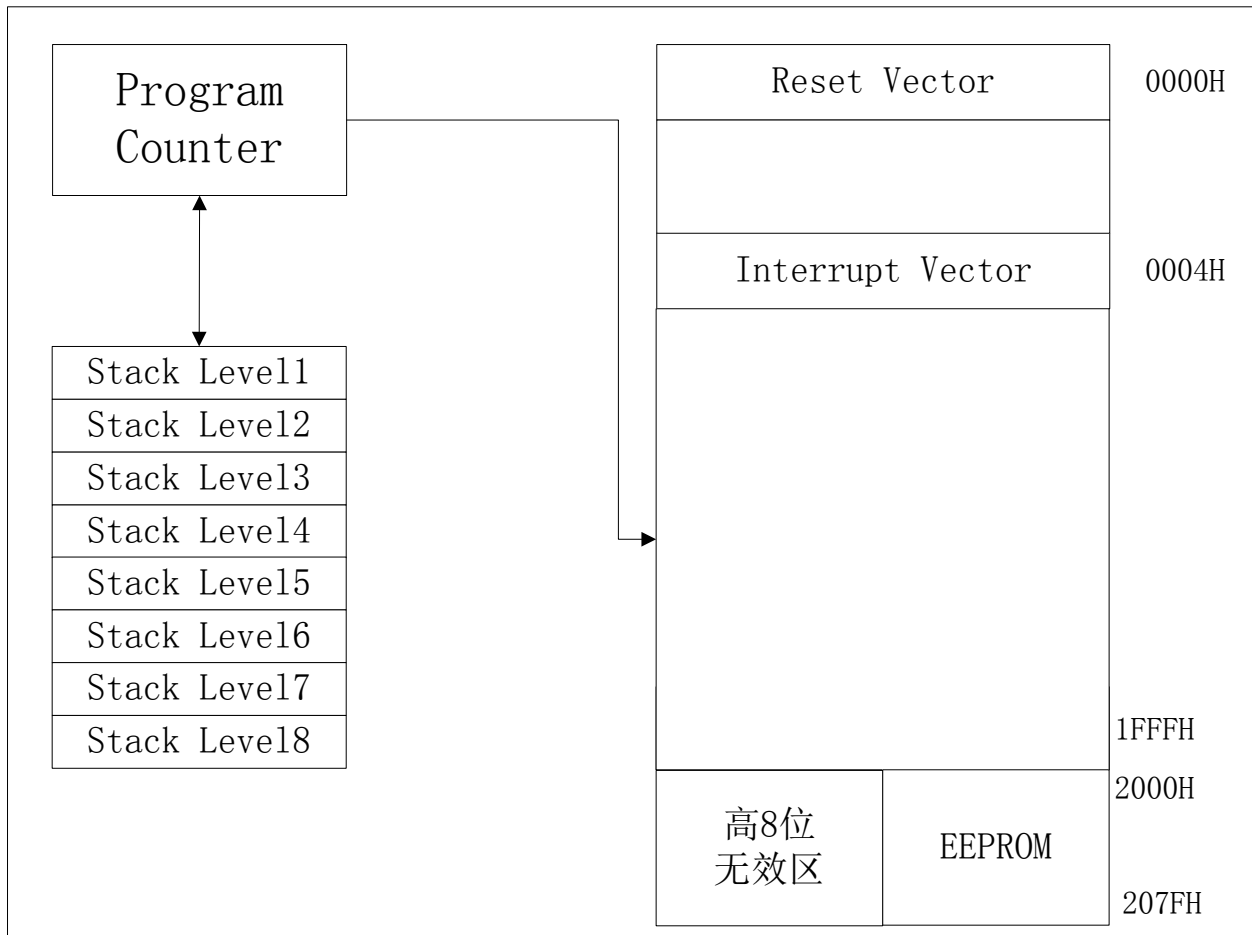 Program
Counter
Stack Level1
Stack Level2
Stack Level3
Stack Level4
Stack Level5
Stack Level6
Stack Level7
Stack Level8
Reset Vector
0000H
Interrupt Vector
0004H
1FFFH
2000H
高8位
无效区
EEPROM
207FH